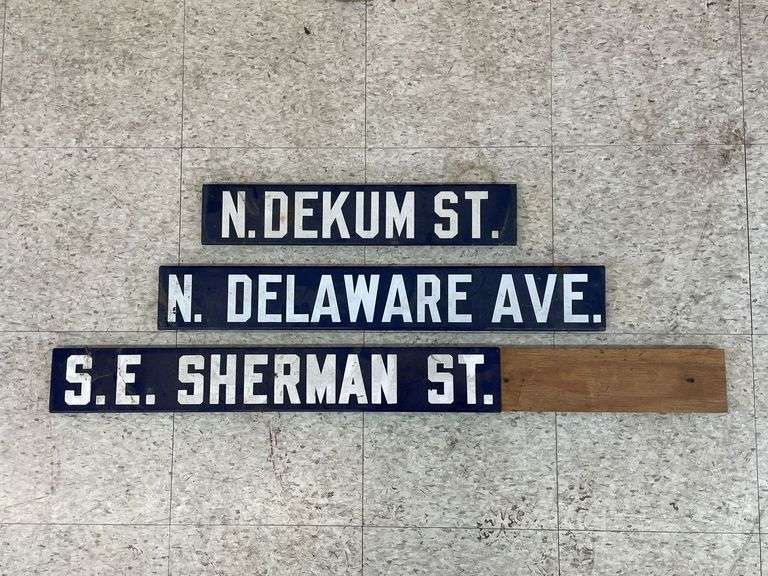 N. DEKUM ST.
N. DELAWARE AVE.
S.E. SHERMAN ST.